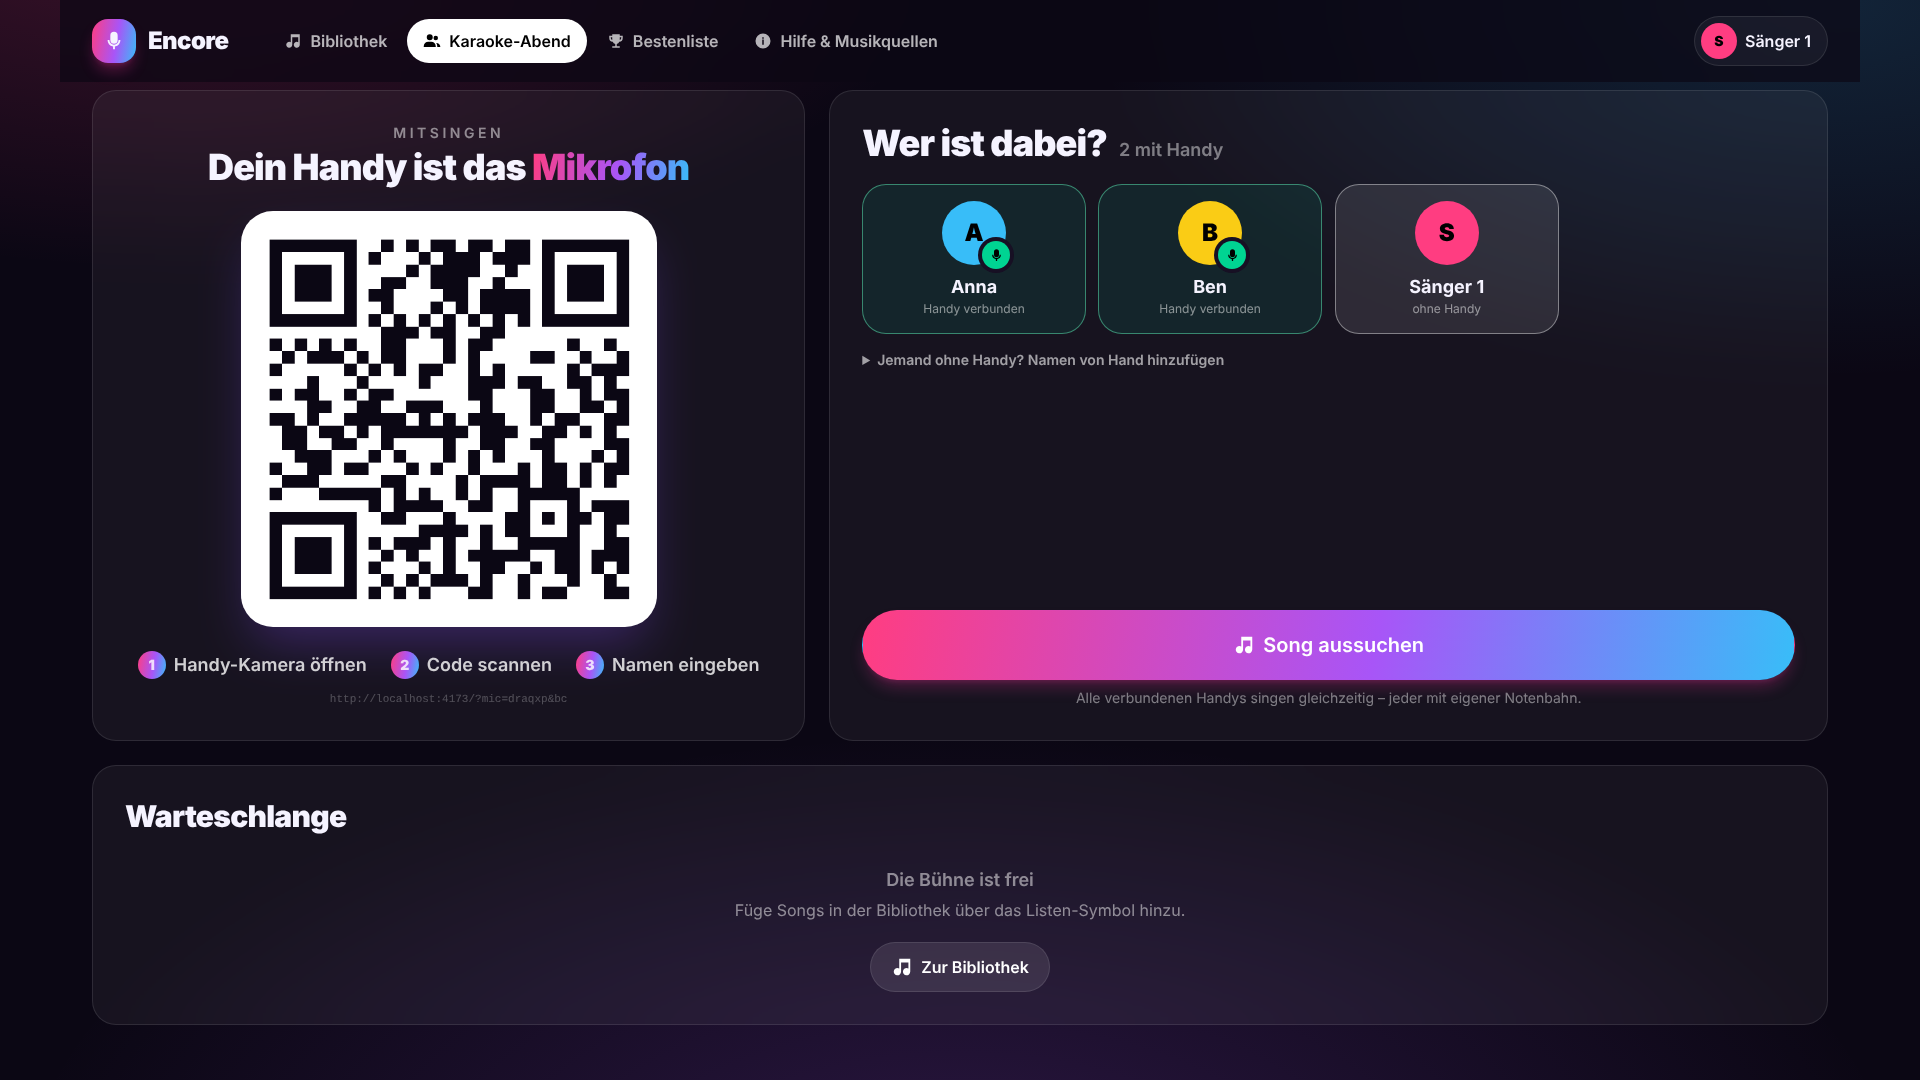 Encore
Bibliothek
Karaoke-Abend
Bestenliste
Hilfe & Musikquellen
S
Sänger 1
MITSINGEN
Dein Handy ist das Mikrofon
1 Handy-Kamera öffnen
2 Code scannen
3 Namen eingeben
http://localhost:4173/?mic=draqxp&bc
Wer ist dabei? 2 mit Handy
A
Anna
Handy verbunden
B
Ben
Handy verbunden
S
Sänger 1
ohne Handy
Jemand ohne Handy? Namen von Hand hinzufügen
Song aussuchen
Alle verbundenen Handys singen gleichzeitig – jeder mit eigener Notenbahn.
Warteschlange
Die Bühne ist frei
Füge Songs in der Bibliothek über das Listen-Symbol hinzu.
Zur Bibliothek